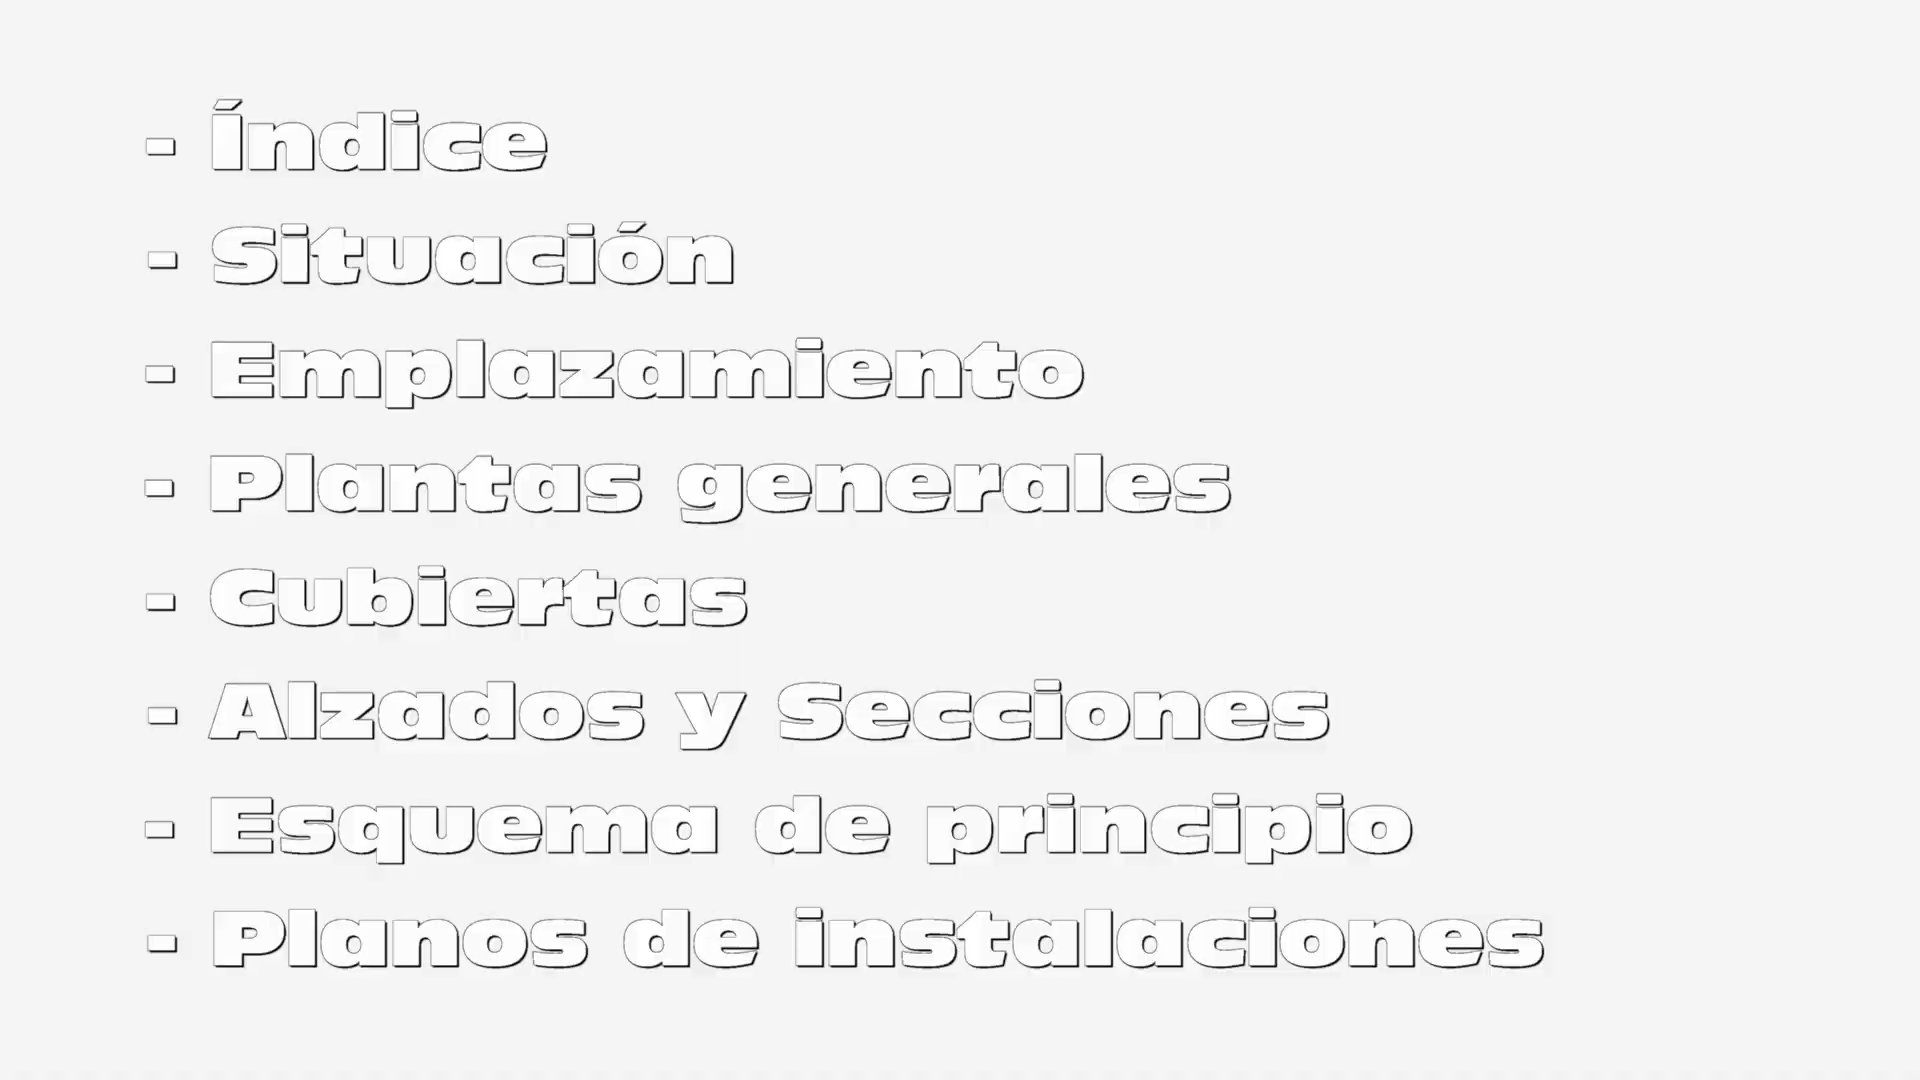 - Índice
- Situación
- Emplazamiento
- Plantas generales
- Cubiertas
- Alzados y Secciones
- Esquema de principio
- Planos de instalaciones